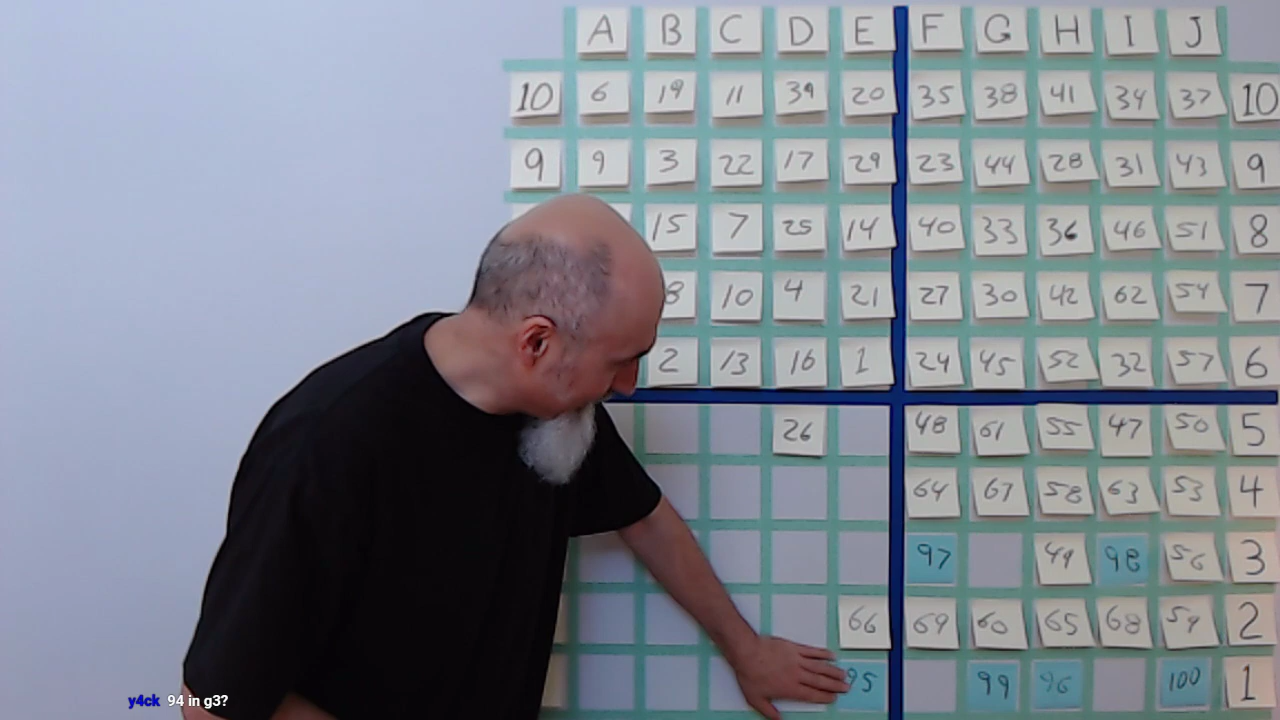 A B C D E F G H I J
10 6 19 11 39 20 35 38 41 34 37 10
9 9 3 22 17 29 23 44 28 31 43 9
15 7 25 14 40 33 36 46 51 8
8 10 4 21 27 30 42 62 54 7
2 13 16 1 24 45 52 32 57 6
26 48 61 55 47 50 5
64 67 58 63 53 4
97 49 98 56 3
66 69 60 65 68 59 2
95 99 96 100 1
y4ck 94 in g3?